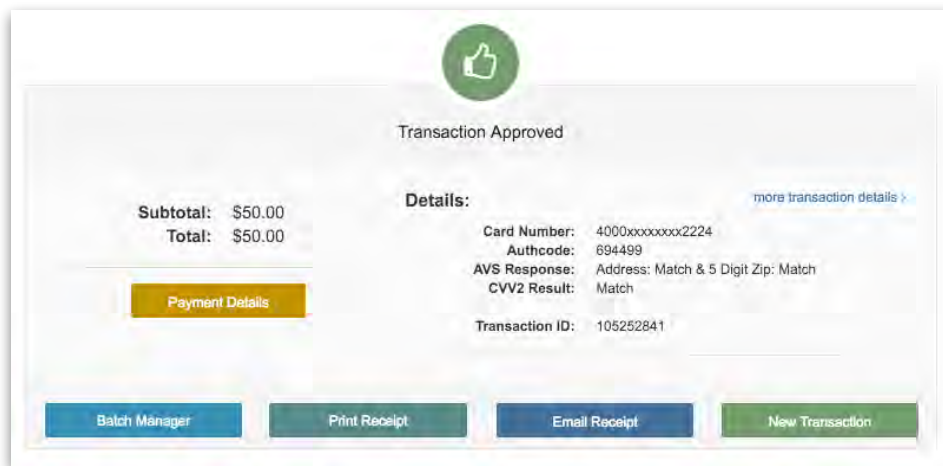 Transaction Approved
Subtotal: $50.00
Total: $50.00
Payment Details
Details:
more transaction details >
Card Number: 4000xxxxxxxx2224
Authcode: 694499
AVS Response: Address: Match & 5 Digit Zip: Match
CVV2 Result: Match
Transaction ID: 105252841
Batch Manager
Print Receipt
Email Receipt
New Transaction